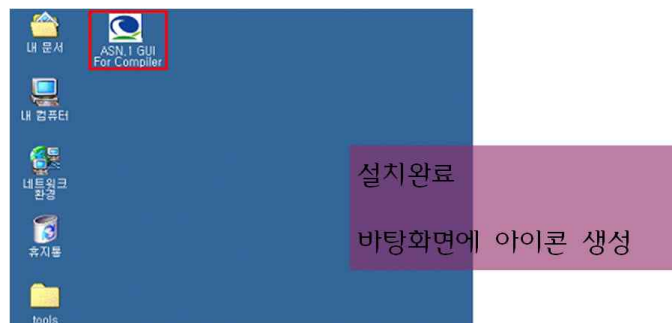 내 문서
ASN.1 GUI
For Compiler
내 컴퓨터
네트워크
환경
휴지통
tools
설치완료
바탕화면에 아이콘 생성